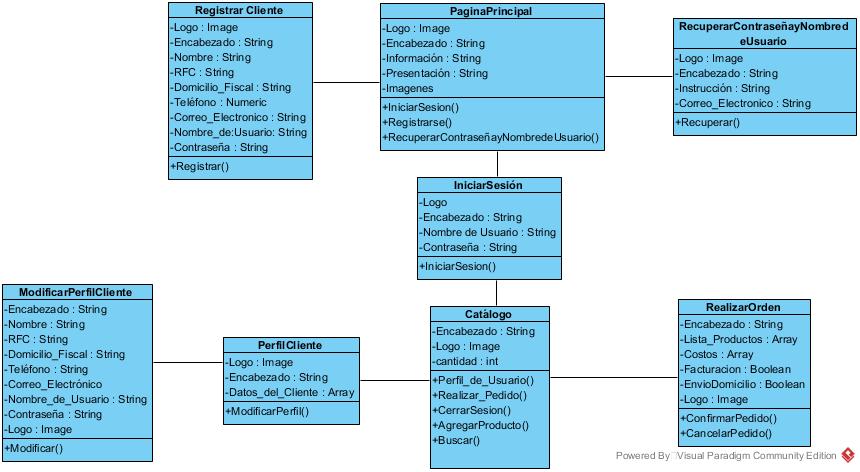 Registrar Cliente
-Logo : Image
-Encabezado : String
-Nombre : String
-RFC : String
-Domicilio_Fiscal : String
-Teléfono : Numeric
-Correo_Electronico : String
-Nombre_de:Usuario: String
-Contraseña : String
+Registrar()
PaginaPrincipal
-Logo : Image
-Encabezado : String
-Información : String
-Presentación : String
-Imagenes
+IniciarSesion()
+Registrarse()
+RecuperarContraseñayNombredeUsuario()
RecuperarContraseñayNombred
eUsuario
-Logo : Image
-Encabezado : String
-Instrucción : String
-Correo_Electronico : String
+Recuperar()
IniciarSesión
-Logo
-Encabezado : String
-Nombre de Usuario : String
-Contraseña : String
+IniciarSesion()
ModificarPerfilCliente
-Encabezado : String
-Nombre : String
-RFC : String
-Domicilio_Fiscal : String
-Teléfono : String
-Correo_Electrónico
-Nombre_de_Usuario : String
-Contraseña : String
-Logo : Image
+Modificar()
PerfilCliente
-Logo : Image
-Encabezado : String
-Datos_del_Cliente : Array
+ModificarPerfil()
Catálogo
-Encabezado : String
-Logo : Image
-cantidad : int
+Perfil_de_Usuario()
+Realizar_Pedido()
+CerrarSesion()
+AgregarProducto()
+Buscar()
RealizarOrden
-Encabezado : String
-Lista_Productos : Array
-Costos : Array
-Facturacion : Boolean
-EnvioDomicilio : Boolean
-Logo : Image
+ConfirmarPedido()
+CancelarPedido()
Powered By Visual Paradigm Community Edition